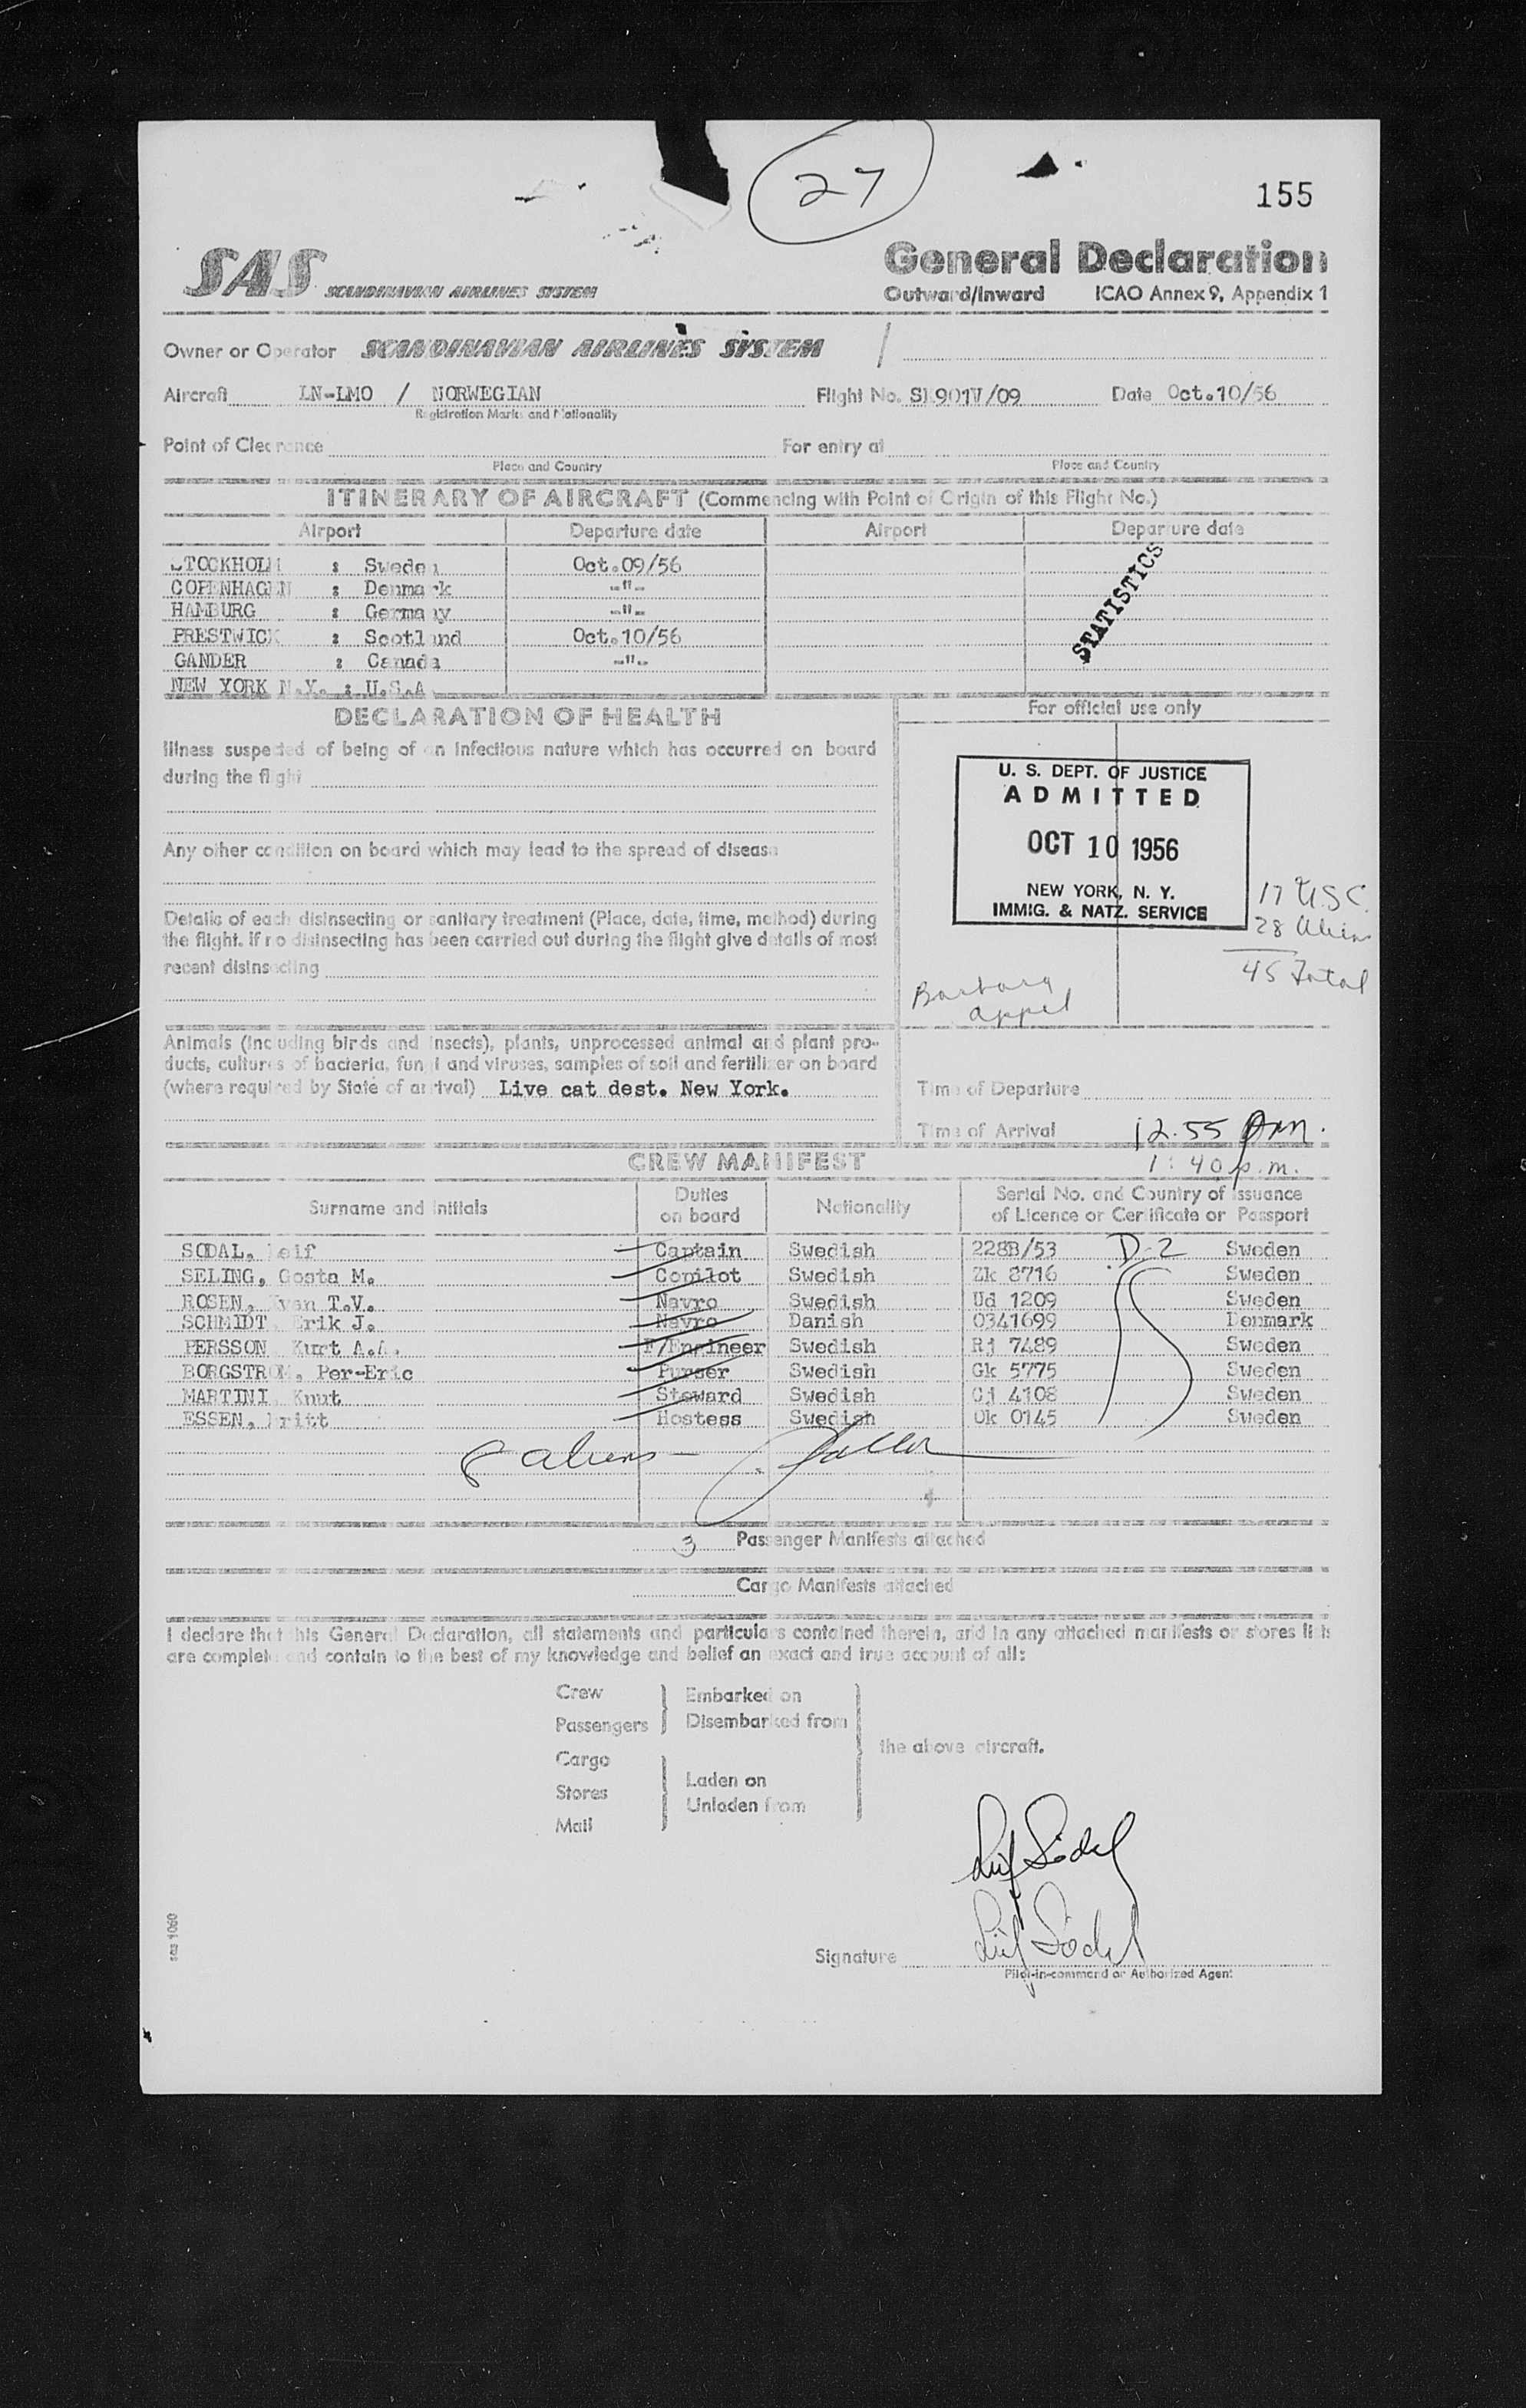 27
155
SAS SCANDINAVIAN AIRLINES SYSTEM
General Declaration
Outward/Inward ICAO Annex 9, Appendix 1
Owner or Operator SCANDINAVIAN AIRLINES SYSTEM /
Aircraft LN-LMO / NORWEGIAN Flight No. SK901V/09 Date Oct.10/56
Registration Marks and Nationality
Point of Clearance For entry at
Place and Country Place and Country
ITINERARY OF AIRCRAFT (Commencing with Point of Origin of this Flight No.)
Airport Departure date Airport Departure date
STOCKHOLM : Sweden Oct.09/56
COPENHAGEN : Denmark -"-
HAMBURG : Germany -"-
PRESTWICK : Scotland Oct.10/56
GANDER : Canada -"-
NEW YORK N.Y. : U.S.A.
STATISTICS
DECLARATION OF HEALTH
Illness suspected of being of an infectious nature which has occurred on board
during the flight
Any other condition on board which may lead to the spread of disease
Details of each disinsecting or sanitary treatment (Place, date, time, method) during
the flight. If no disinsecting has been carried out during the flight give details of most
recent disinsecting
Animals (including birds and insects), plants, unprocessed animal and plant pro-
ducts, cultures of bacteria, fungi and viruses, samples of soil and fertilizer on board
(where required by State of arrival) Live cat dest. New York.
For official use only
U. S. DEPT. OF JUSTICE
ADMITTED
OCT 10 1956
NEW YORK, N. Y.
IMMIG. & NATZ. SERVICE
17 U.S.C.
28 Aliens
45 Total
Barbara
Appel
Time of Departure
Time of Arrival 12.55 pm.
1:40 p.m.
CREW MANIFEST
Surname and Initials Duties on board Nationality Serial No. and Country of Issuance of Licence or Certificate or Passport
SODAL, Leif Captain Swedish 228B/53 D-2 Sweden
SELING, Gosta M. Copilot Swedish Zk 8716 Sweden
ROSEN, Yven T.V. Navro Swedish Ud 1209 Sweden
SCHMIDT, Erik J. Navro Danish 0341699 Denmark
PERSSON, Kurt A.A. F/Engineer Swedish Rj 7489 Sweden
BORGSTROM, Per-Eric Purser Swedish Gk 5775 Sweden
MARTINI, Knut Steward Swedish Cj 4108 Sweden
ESSEN, Britt Hostess Swedish Uk 0145 Sweden
8 aliens -
3 Passenger Manifests attached
Cargo Manifests attached
I declare that this General Declaration, all statements and particulars contained therein, and in any attached manifests or stores lists
are complete and contain to the best of my knowledge and belief an exact and true account of all:
Crew
Passengers
Embarked on
Disembarked from
Cargo
Stores
Mail
Laden on
Unladen from
the above aircraft.
Leif Södal
Leif Södal
Signature
Pilot-in-command or Authorized Agent
sas 1060